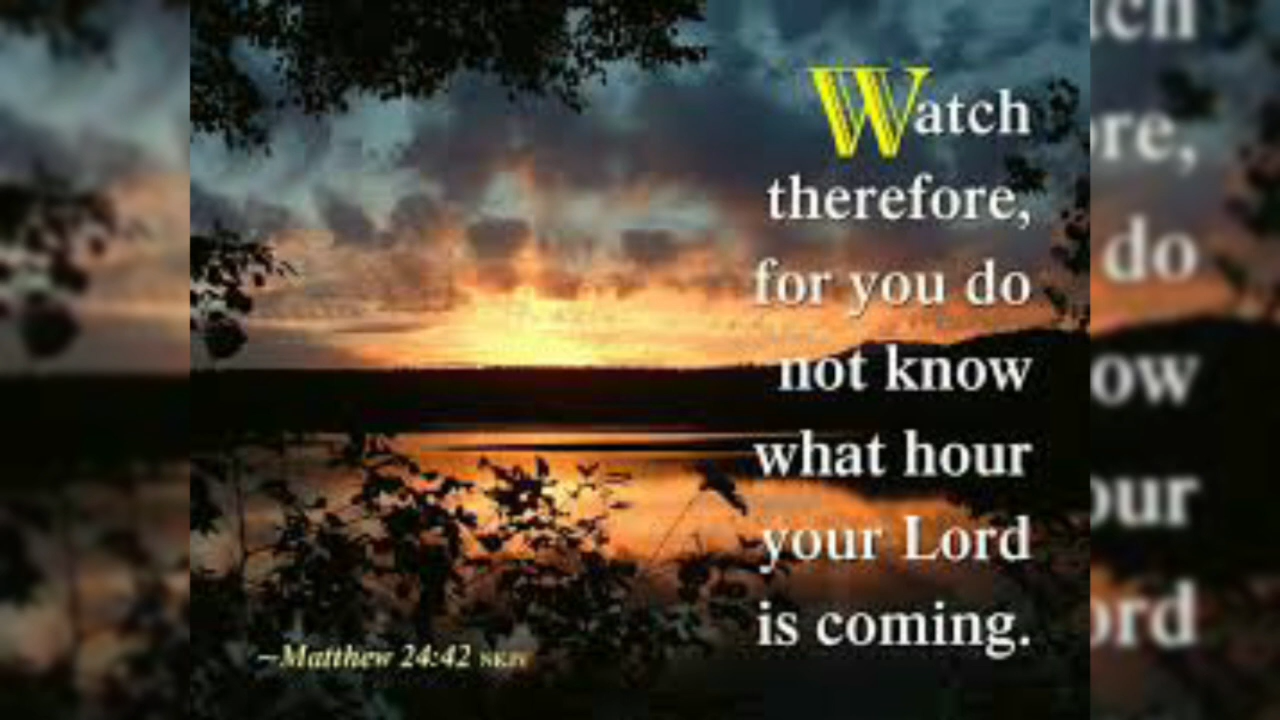 Watch
therefore,
for you do
not know
what hour
your Lord
is coming.
~Matthew 24:42 NKJV